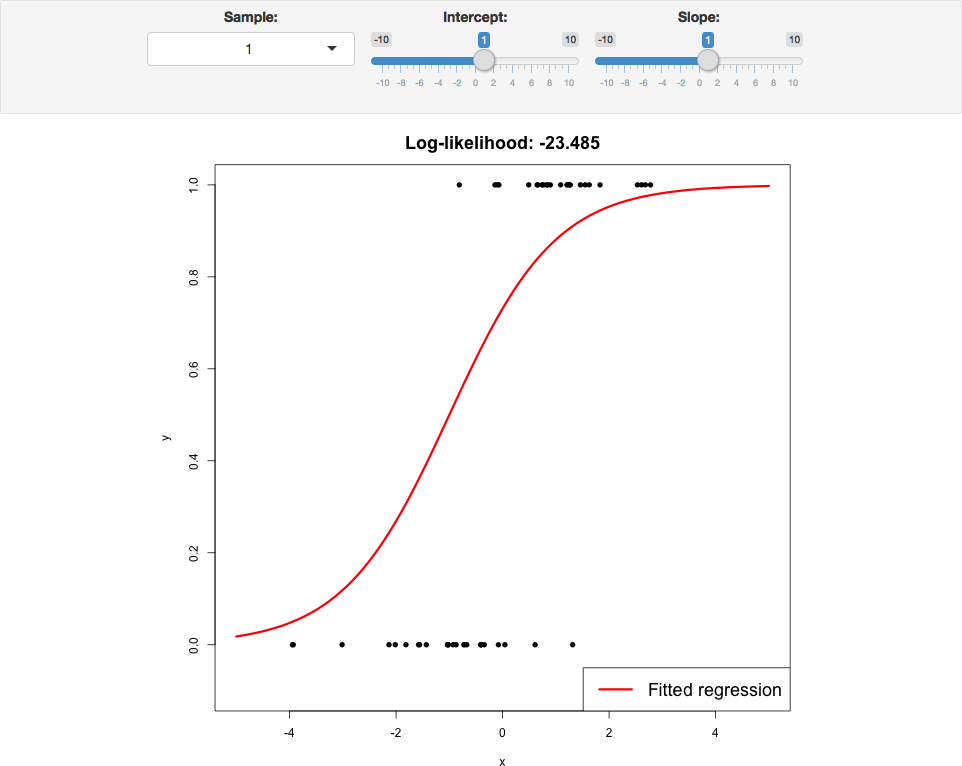 Sample: Intercept: Slope:
1
-10 1 10 -10 1 10
-10 -8 -6 -4 -2 0 2 4 6 8 10 -10 -8 -6 -4 -2 0 2 4 6 8 10
Log-likelihood: -23.485
1.0
0.8
0.6
y
0.4
0.2
0.0
Fitted regression
-4 -2 0 2 4
x